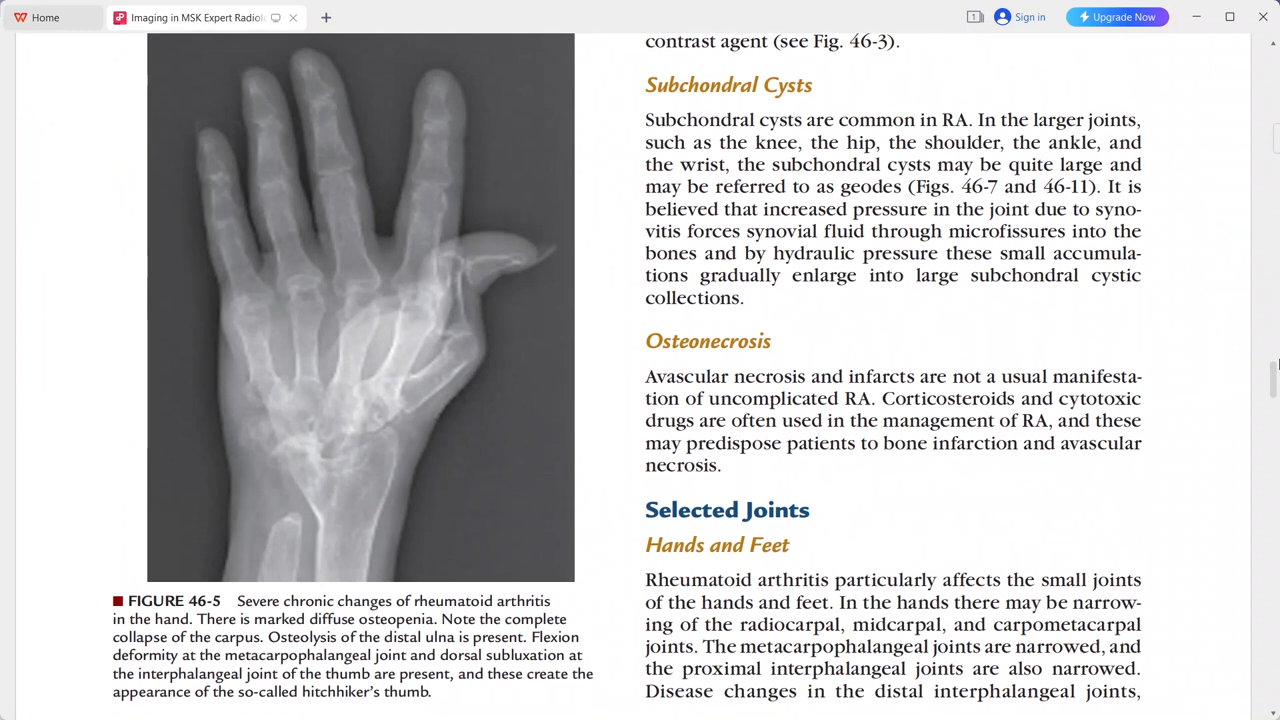 Home
Imaging in MSK Expert Radiolo
1
Sign in
Upgrade Now
FIGURE 46-5 Severe chronic changes of rheumatoid arthritis
in the hand. There is marked diffuse osteopenia. Note the complete
collapse of the carpus. Osteolysis of the distal ulna is present. Flexion
deformity at the metacarpophalangeal joint and dorsal subluxation at
the interphalangeal joint of the thumb are present, and these create the
appearance of the so-called hitchhiker's thumb.
contrast agent (see Fig. 46-3).
Subchondral Cysts
Subchondral cysts are common in RA. In the larger joints,
such as the knee, the hip, the shoulder, the ankle, and
the wrist, the subchondral cysts may be quite large and
may be referred to as geodes (Figs. 46-7 and 46-11). It is
believed that increased pressure in the joint due to syno-
vitis forces synovial fluid through microfissures into the
bones and by hydraulic pressure these small accumula-
tions gradually enlarge into large subchondral cystic
collections.
Osteonecrosis
Avascular necrosis and infarcts are not a usual manifesta-
tion of uncomplicated RA. Corticosteroids and cytotoxic
drugs are often used in the management of RA, and these
may predispose patients to bone infarction and avascular
necrosis.
Selected Joints
Hands and Feet
Rheumatoid arthritis particularly affects the small joints
of the hands and feet. In the hands there may be narrow-
ing of the radiocarpal, midcarpal, and carpometacarpal
joints. The metacarpophalangeal joints are narrowed, and
the proximal interphalangeal joints are also narrowed.
Disease changes in the distal interphalangeal joints,